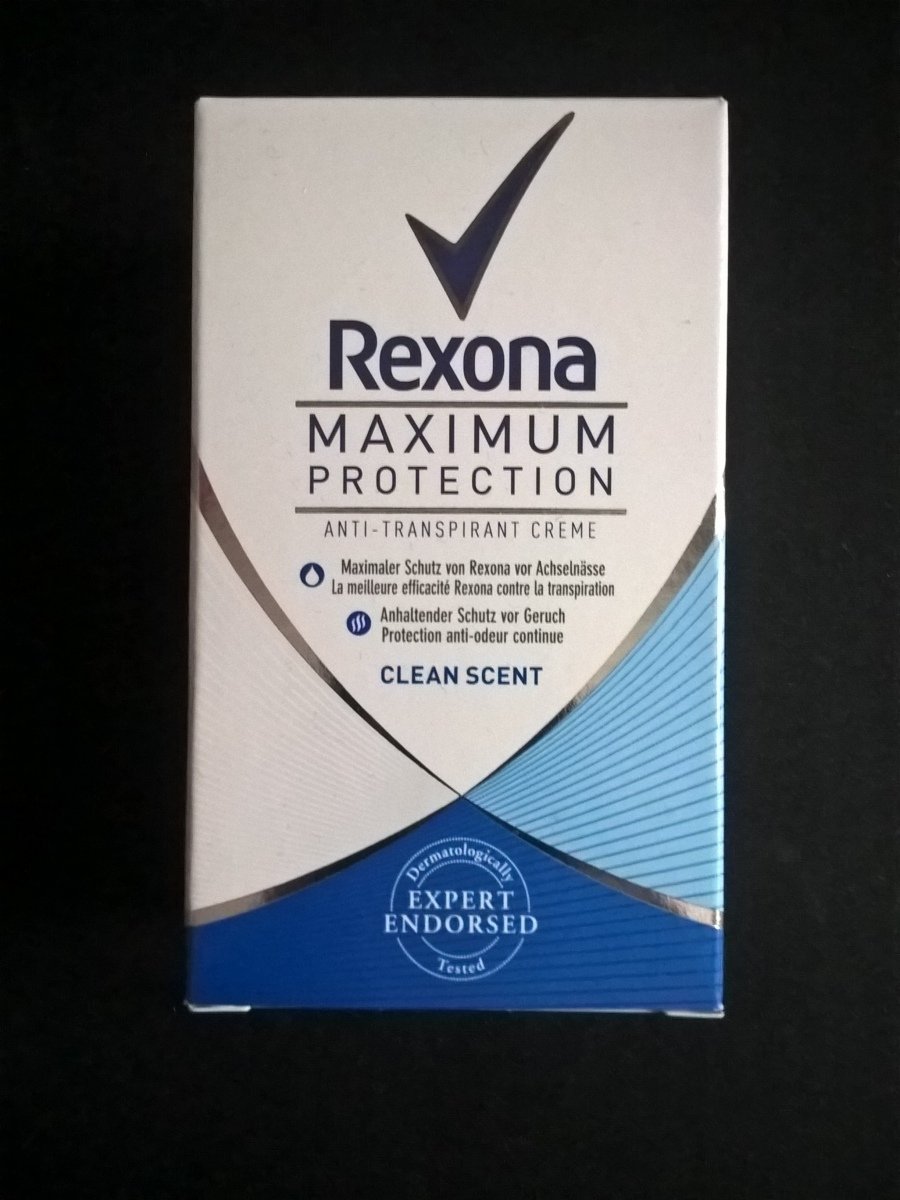 Rexona
MAXIMUM
PROTECTION
ANTI-TRANSPIRANT CREME
Maximaler Schutz von Rexona vor Achselnässe
La meilleure efficacité Rexona contre la transpiration
Anhaltender Schutz vor Geruch
Protection anti-odeur continue
CLEAN SCENT
Dermatologically
EXPERT
ENDORSED
Tested